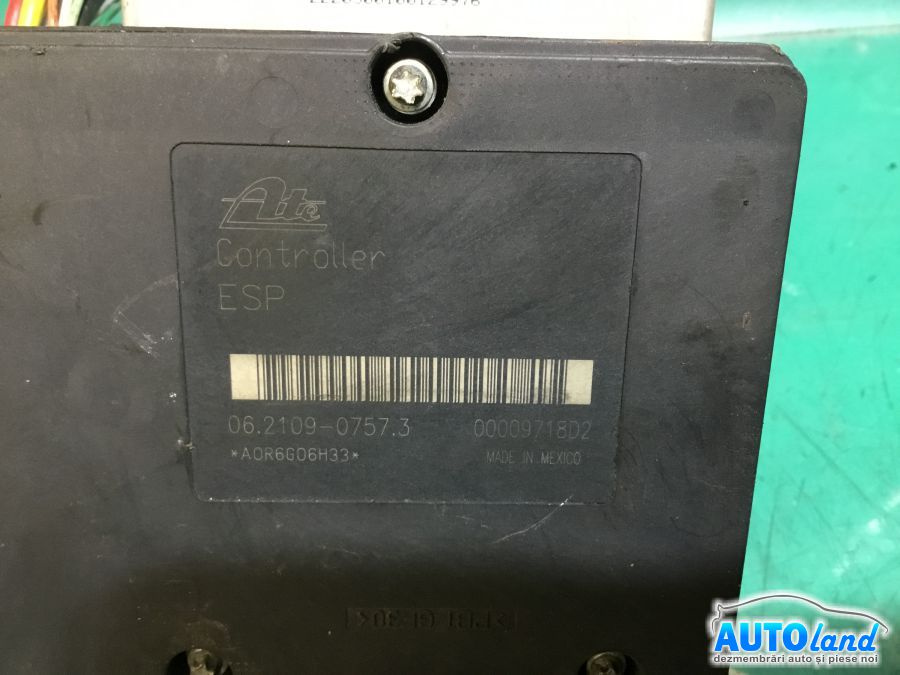 Ate
Controller
ESP
06.2109-0757.3
00009718D2
*A0R6G06H33*
MADE IN MEXICO
AUTOland
dezmembrări auto și piese noi